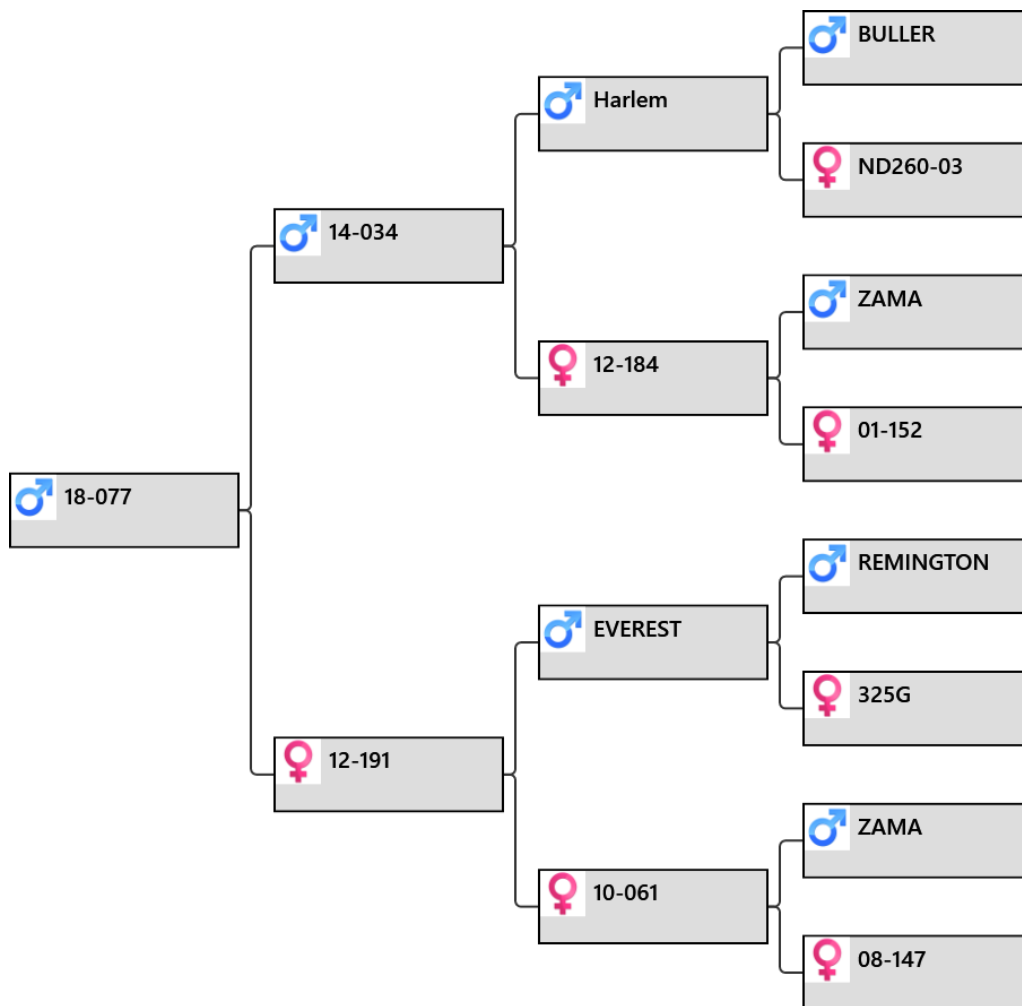 BULLER
Harlem
ND260-03
14-034
ZAMA
12-184
01-152
18-077
REMINGTON
EVEREST
325G
12-191
ZAMA
10-061
08-147